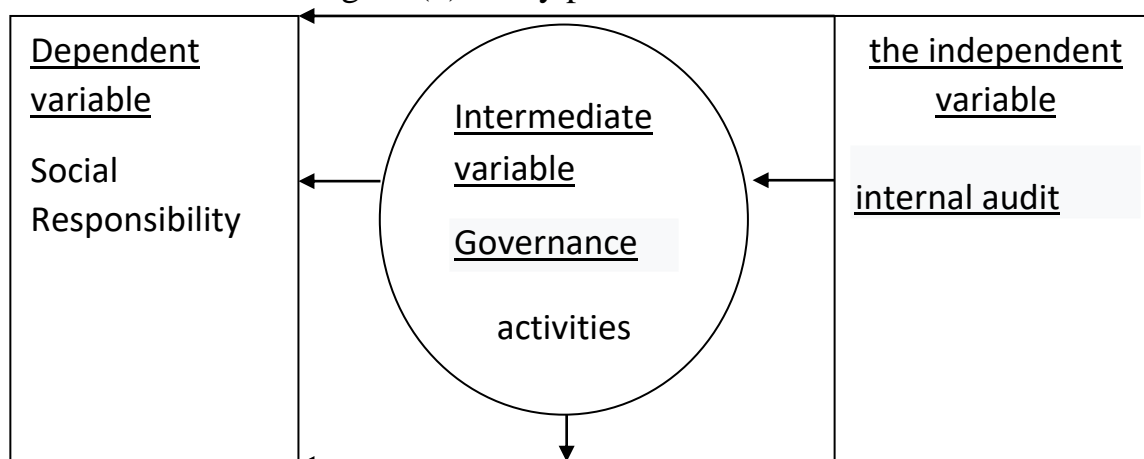 Dependent
variable
Social
Responsibility
Intermediate
variable
Governance
activities
the independent
variable
internal audit